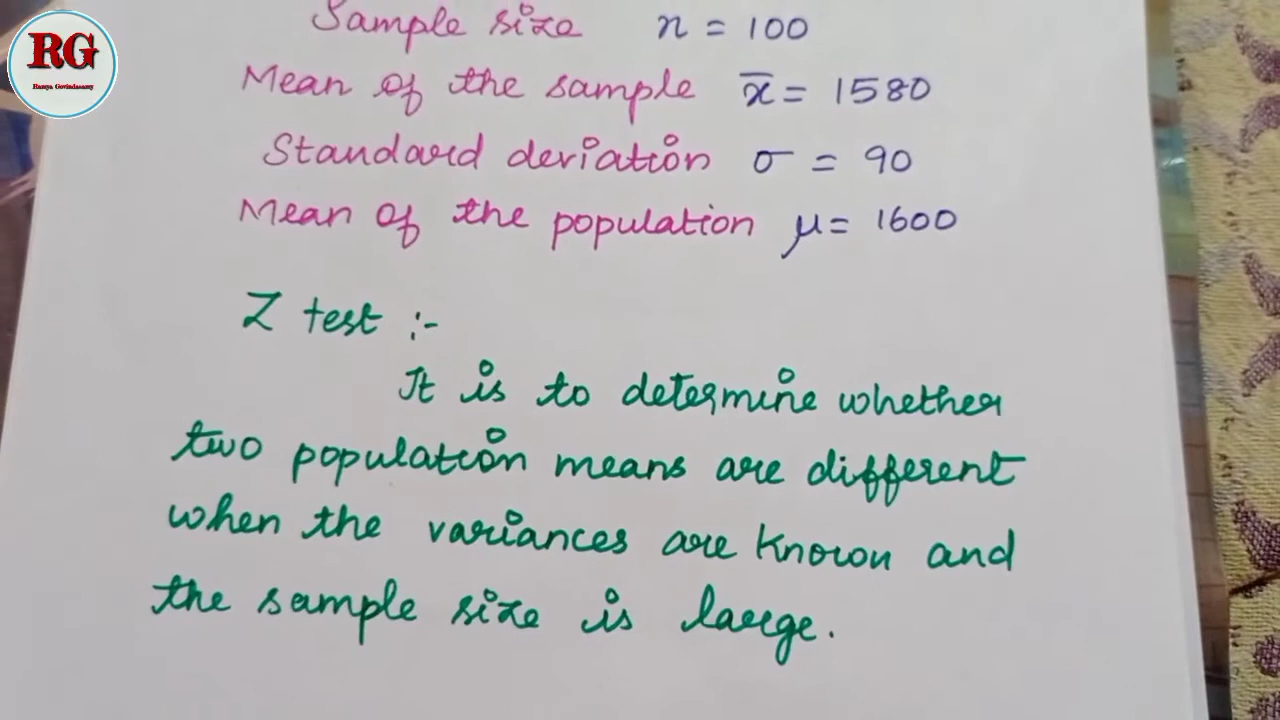 RG
Ramya Govindasamy
Sample size n = 100
Mean of the sample x̄ = 1580
Standard deviation σ = 90
Mean of the population μ = 1600
Z test :-
It is to determine whether
two population means are different
when the variances are known and
the sample size is large.